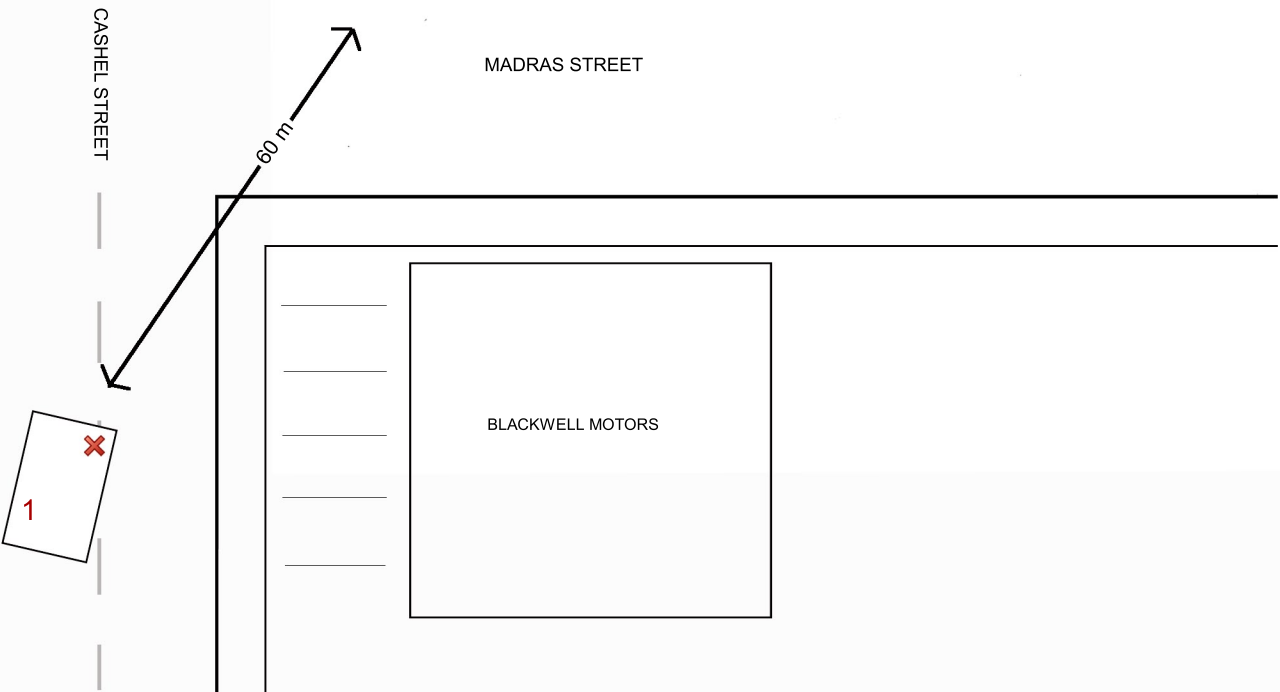 CASHEL STREET
MADRAS STREET
60 m
BLACKWELL MOTORS
1